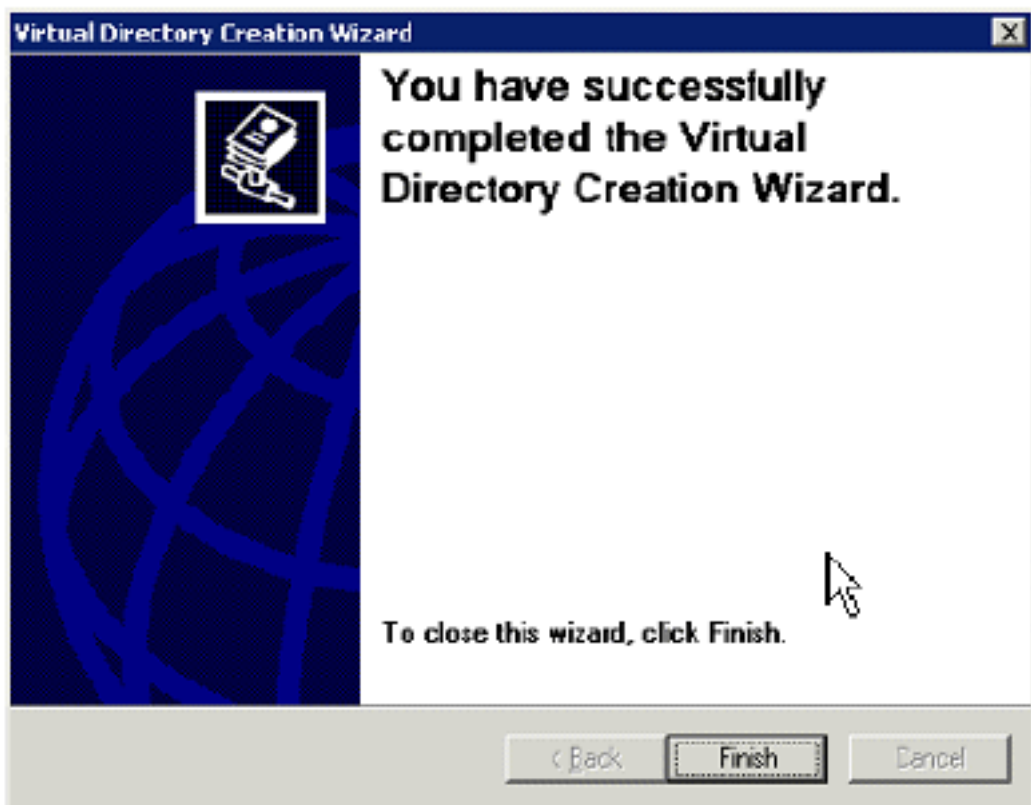 Virtual Directory Creation Wizard
You have successfully
completed the Virtual
Directory Creation Wizard.
To close this wizard, click Finish.
< Back
Finish
Cancel